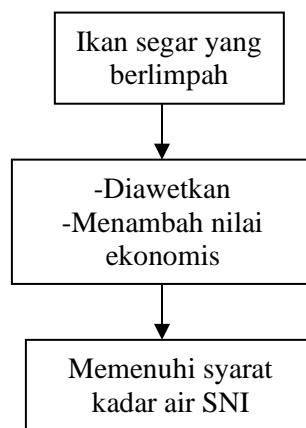 Ikan segar yang
berlimpah
-Diawetkan
-Menambah nilai
ekonomis
Memenuhi syarat
kadar air SNI